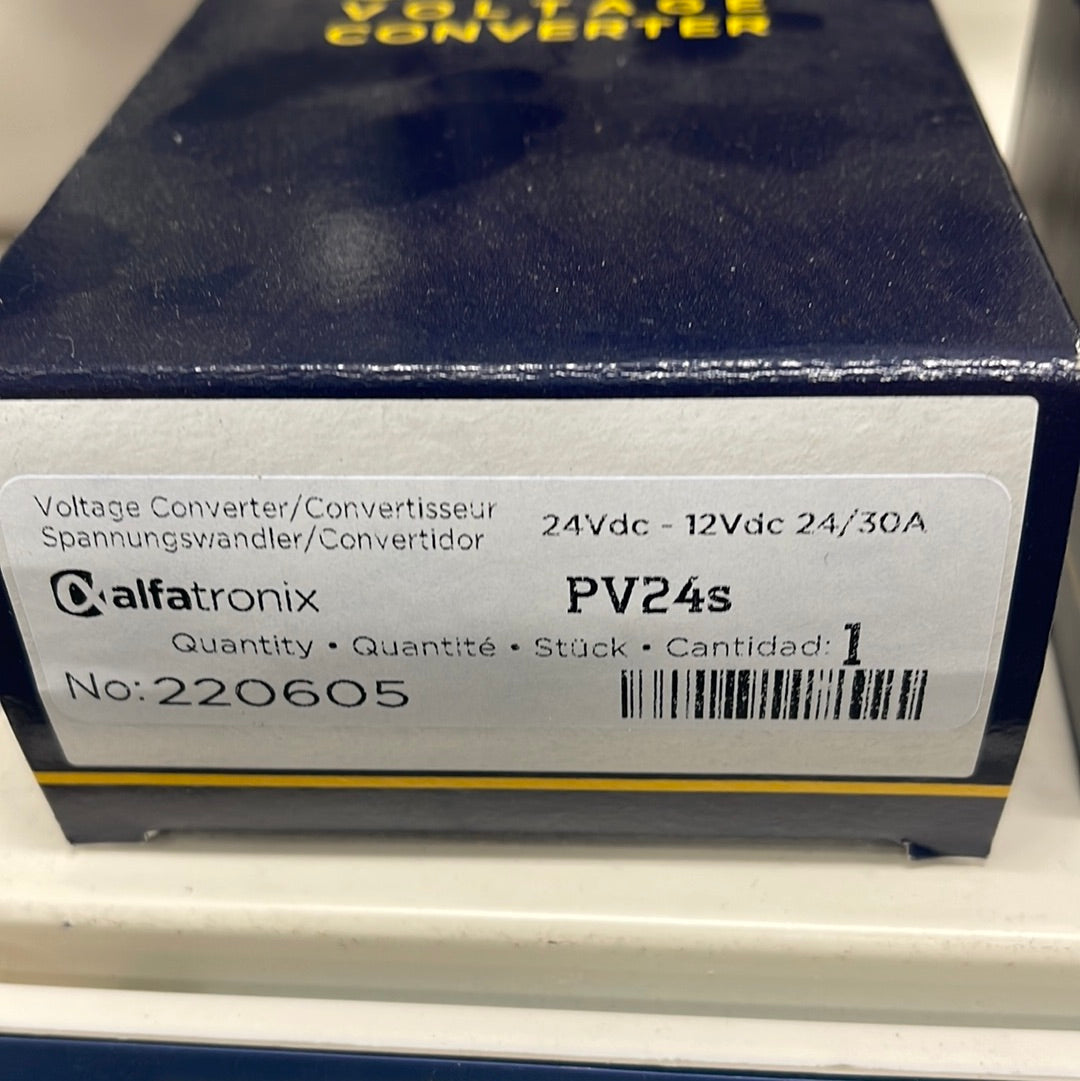 VOLTAGE
CONVERTER
Voltage Converter/Convertisseur
Spannungswandler/Convertidor
24Vdc - 12Vdc 24/30A
alfatronix
PV24s
Quantity • Quantité • Stück • Cantidad: 1
No: 220605